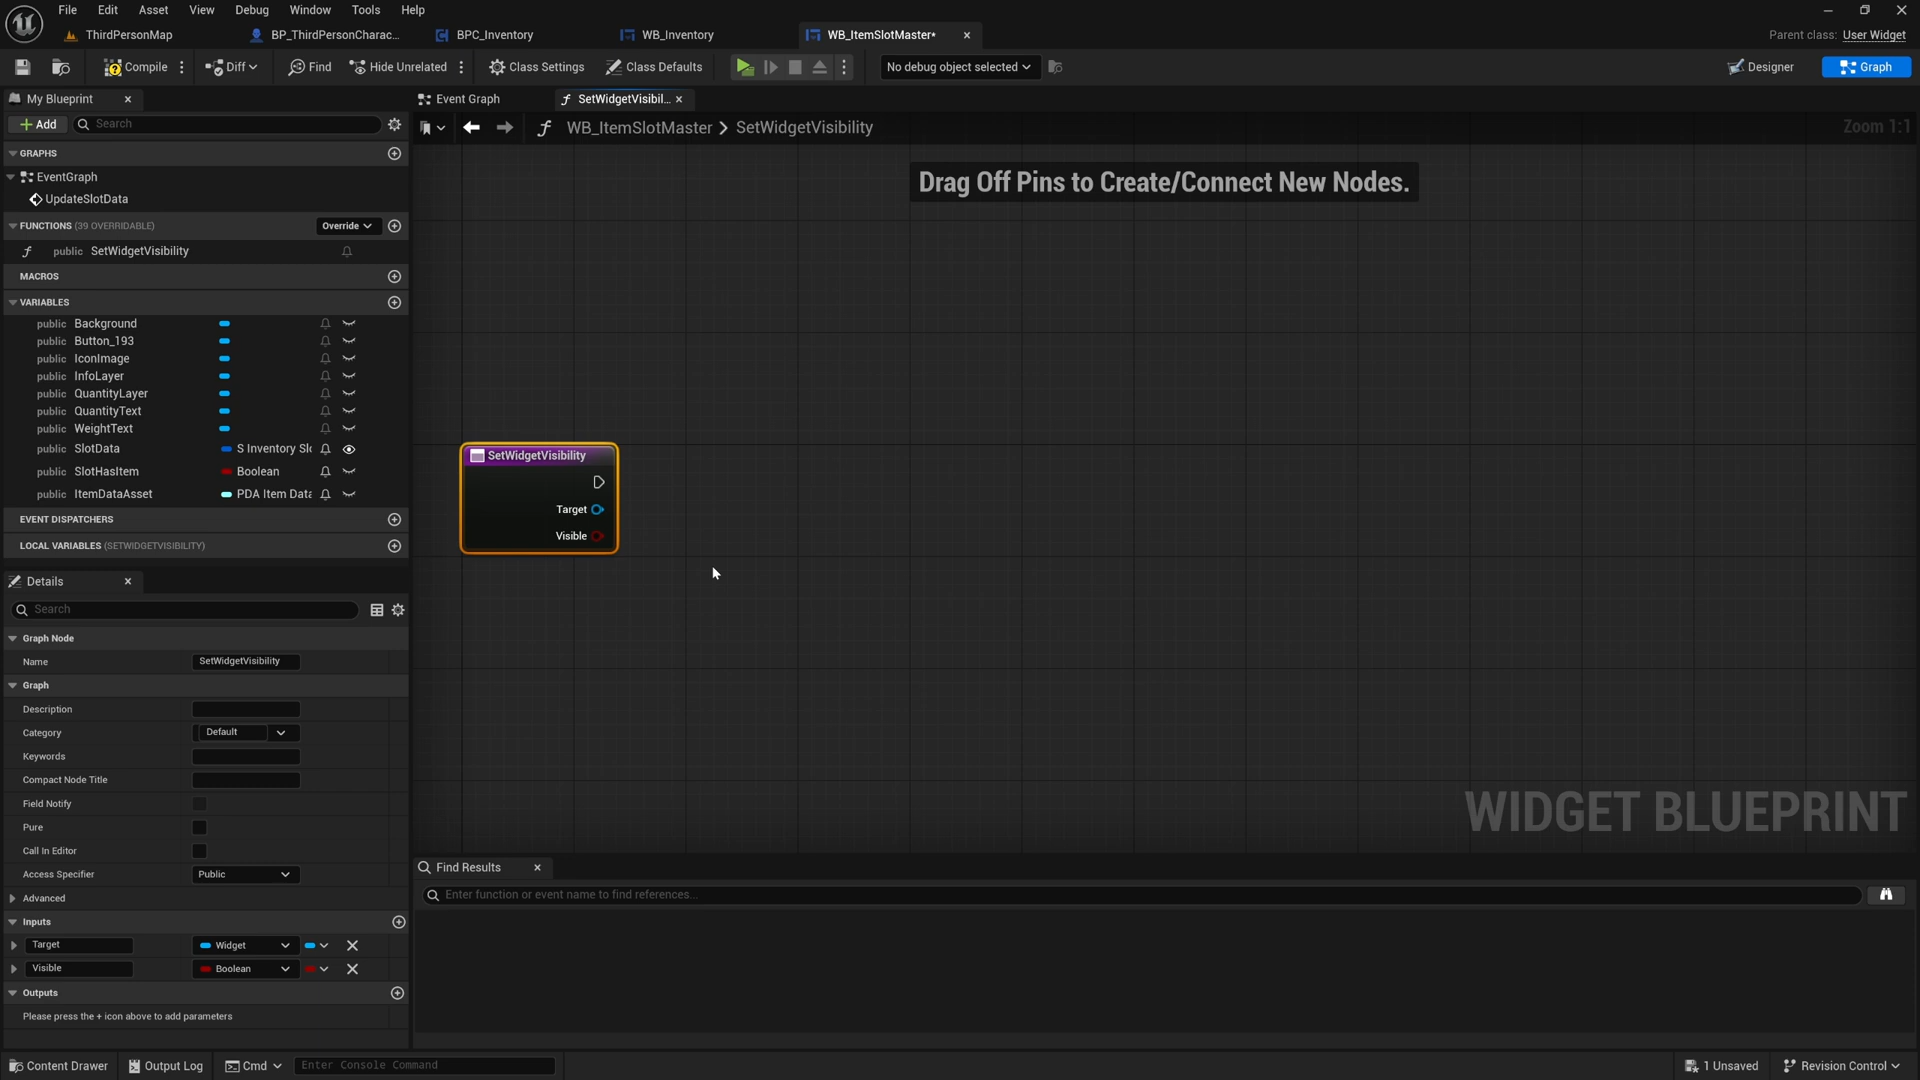 File Edit Asset View Debug Window Tools Help
ThirdPersonMap BP_ThirdPersonCharac... BPC_Inventory WB_Inventory WB_ItemSlotMaster* Parent class: User Widget
Compile Diff Find Hide Unrelated Class Settings Class Defaults No debug object selected Designer Graph
My Blueprint Event Graph SetWidgetVisibil...
+ Add Search WB_ItemSlotMaster > SetWidgetVisibility Zoom 1:1
GRAPHS
EventGraph
UpdateSlotData
FUNCTIONS (39 OVERRIDABLE) Override
public SetWidgetVisibility
MACROS
VARIABLES
public Background
public Button_193
public IconImage
public InfoLayer
public QuantityLayer
public QuantityText
public WeightText
public SlotData S Inventory Slo
public SlotHasItem Boolean
public ItemDataAsset PDA Item Data
EVENT DISPATCHERS
LOCAL VARIABLES (SETWIDGETVISIBILITY)
Drag Off Pins to Create/Connect New Nodes.
SetWidgetVisibility
Target
Visible
WIDGET BLUEPRINT
Details
Search
Graph Node
Name SetWidgetVisibility
Graph
Description
Category Default
Keywords
Compact Node Title
Field Notify
Pure
Call In Editor
Access Specifier Public
Advanced
Inputs
Target Widget
Visible Boolean
Outputs
Please press the + icon above to add parameters
Find Results
Enter function or event name to find references...
Content Drawer Output Log Cmd Enter Console Command 1 Unsaved Revision Control